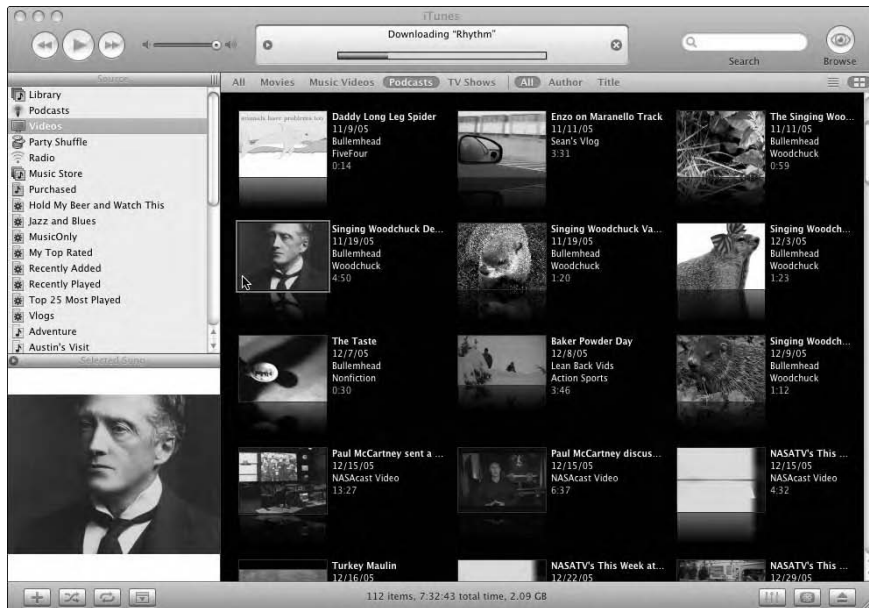 iTunes
Downloading "Rhythm"
Search
Browse
Source
Library
Podcasts
Videos
Party Shuffle
Radio
Music Store
Purchased
Hold My Beer and Watch This
Jazz and Blues
MusicOnly
My Top Rated
Recently Added
Recently Played
Top 25 Most Played
Vlogs
Adventure
Austin's Visit
Selected Song
All Movies Music Videos Podcasts TV Shows All Author Title
Daddy Long Leg Spider
11/9/05
Bullemhead
FiveFour
0:14
Enzo on Maranello Track
11/11/05
Sean's Vlog
3:31
The Singing Woo...
11/11/05
Bullemhead
Woodchuck
0:59
Singing Woodchuck De...
11/19/05
Bullemhead
Woodchuck
4:50
Singing Woodchuck Va...
11/19/05
Bullemhead
Woodchuck
1:20
Singing Woodch...
12/3/05
Bullemhead
Woodchuck
1:23
The Taste
12/7/05
Bullemhead
Nonfiction
0:30
Baker Powder Day
12/8/05
Lean Back Vids
Action Sports
3:46
Singing Woodch...
12/9/05
Bullemhead
Woodchuck
1:12
Paul McCartney sent a ...
12/15/05
NASAcast Video
13:27
Paul McCartney discus...
12/15/05
NASAcast Video
6:37
NASATV's This ...
12/15/05
NASAcast Video
4:32
Turkey Maulin
12/16/05
NASATV's This Week at...
12/22/05
NASATV's This ...
12/29/05
112 items, 7:32:43 total time, 2.09 GB